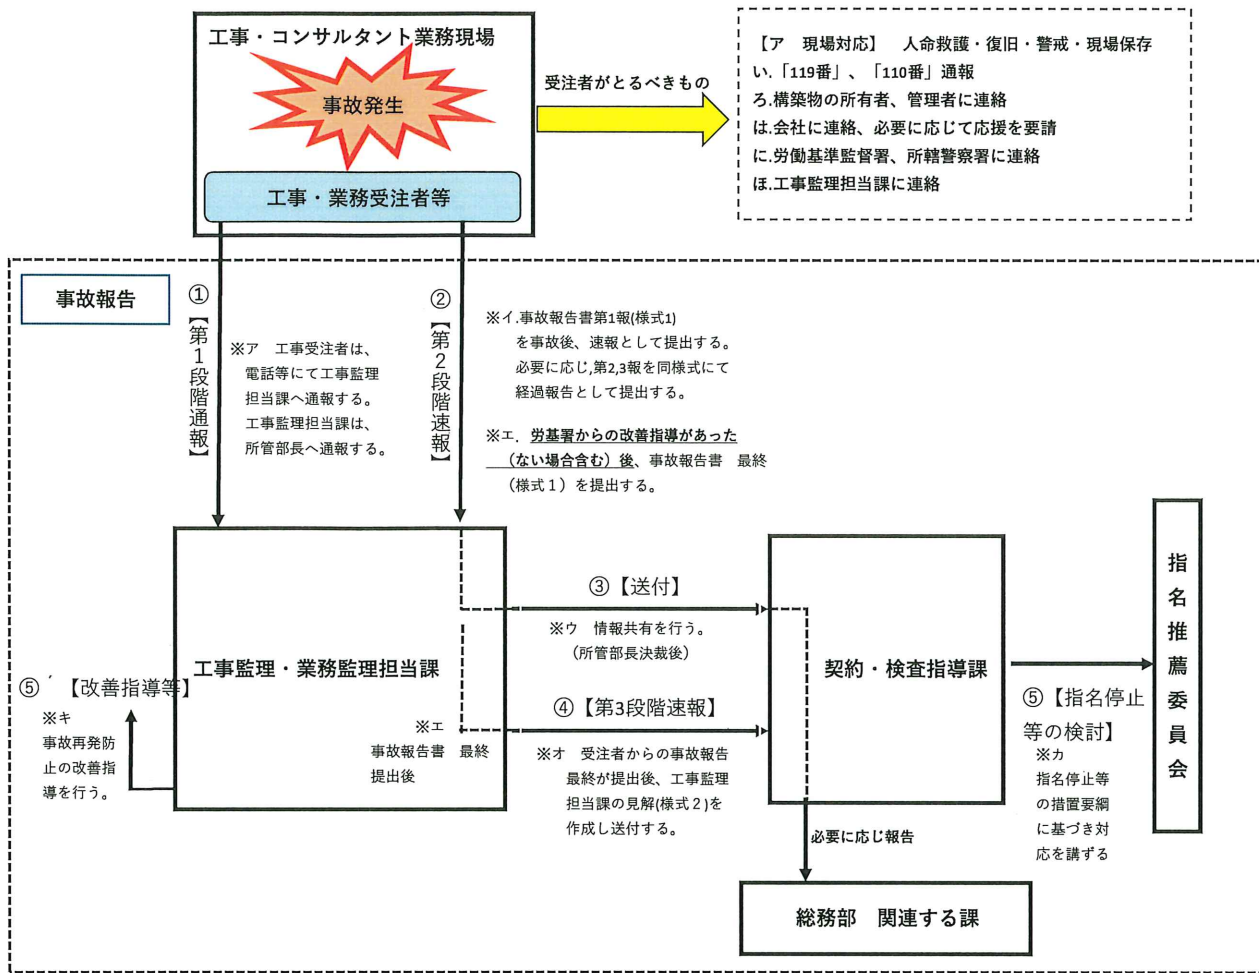 工事・コンサルタント業務現場
事故発生
工事・業務受注者等
受注者がとるべきもの
【ア　現場対応】　人命救護・復旧・警戒・現場保存
い.「119番」、「110番」通報
ろ.構築物の所有者、管理者に連絡
は.会社に連絡、必要に応じて応援を要請
に.労働基準監督署、所轄警察署に連絡
ほ.工事監理担当課に連絡
事故報告
①【第1段階通報】
※ア　工事受注者は、
電話等にて工事監理
担当課へ通報する。
工事監理担当課は、
所管部長へ通報する。
②【第2段階速報】
※イ.事故報告書第1報(様式1)
を事故後、速報として提出する。
必要に応じ,第2,3報を同様式にて
経過報告として提出する。
※エ．労基署からの改善指導があった
（ない場合含む）後、事故報告書　最終
（様式１）を提出する。
工事監理・業務監理担当課
※エ
事故報告書　最終
提出後
⑤´【改善指導等】
※キ
事故再発防
止の改善指
導を行う。
③【送付】
※ウ　情報共有を行う。
（所管部長決裁後）
④【第3段階速報】
※オ　受注者からの事故報告
最終が提出後、工事監理
担当課の見解(様式２)を
作成し送付する。
契約・検査指導課
必要に応じ報告
総務部　関連する課
⑤【指名停止
等の検討】
※カ
指名停止等
の措置要綱
に基づき対
応を講ずる
指名推薦委員会